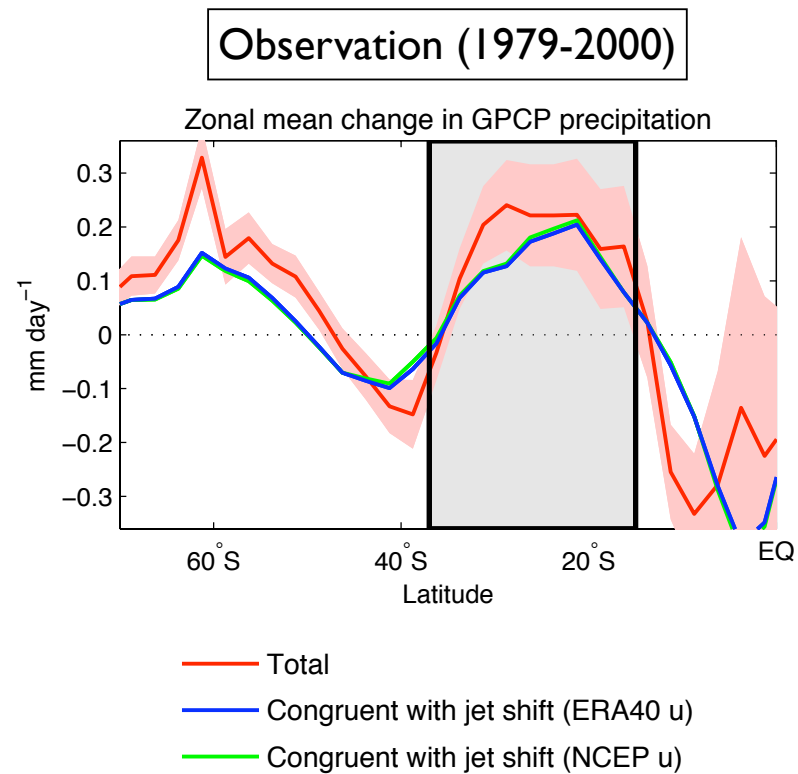 Observation (1979-2000)
Zonal mean change in GPCP precipitation
0.3
0.2
0.1
0
−0.1
−0.2
−0.3
mm day⁻¹
60°S
40°S
20°S
EQ
Latitude
Total
Congruent with jet shift (ERA40 u)
Congruent with jet shift (NCEP u)